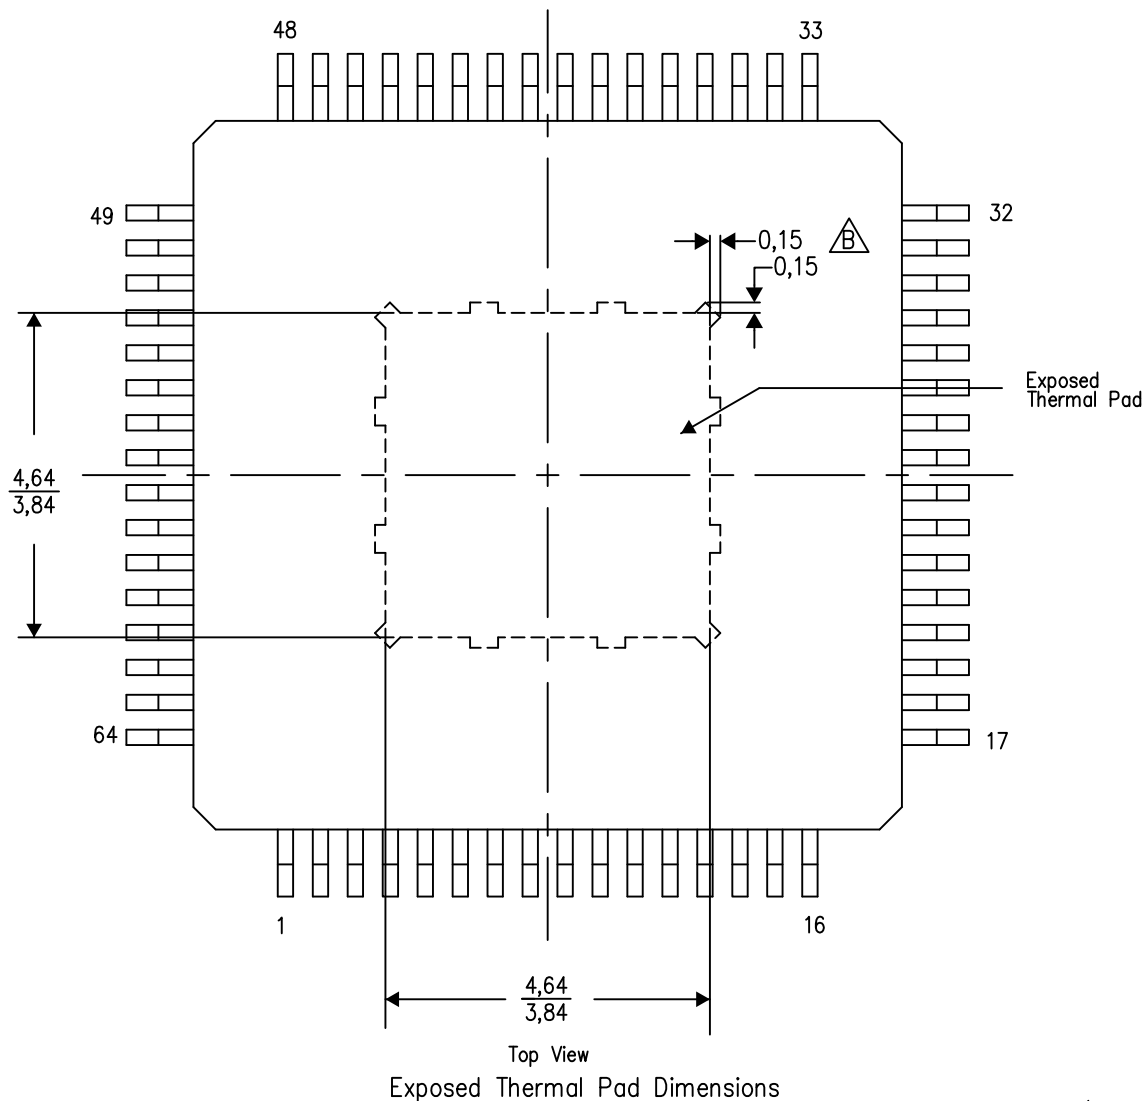 48
33
49
32
0,15
B
0,15
Exposed
Thermal Pad
4,64
3,84
64
17
1
16
4,64
3,84
Top View
Exposed Thermal Pad Dimensions